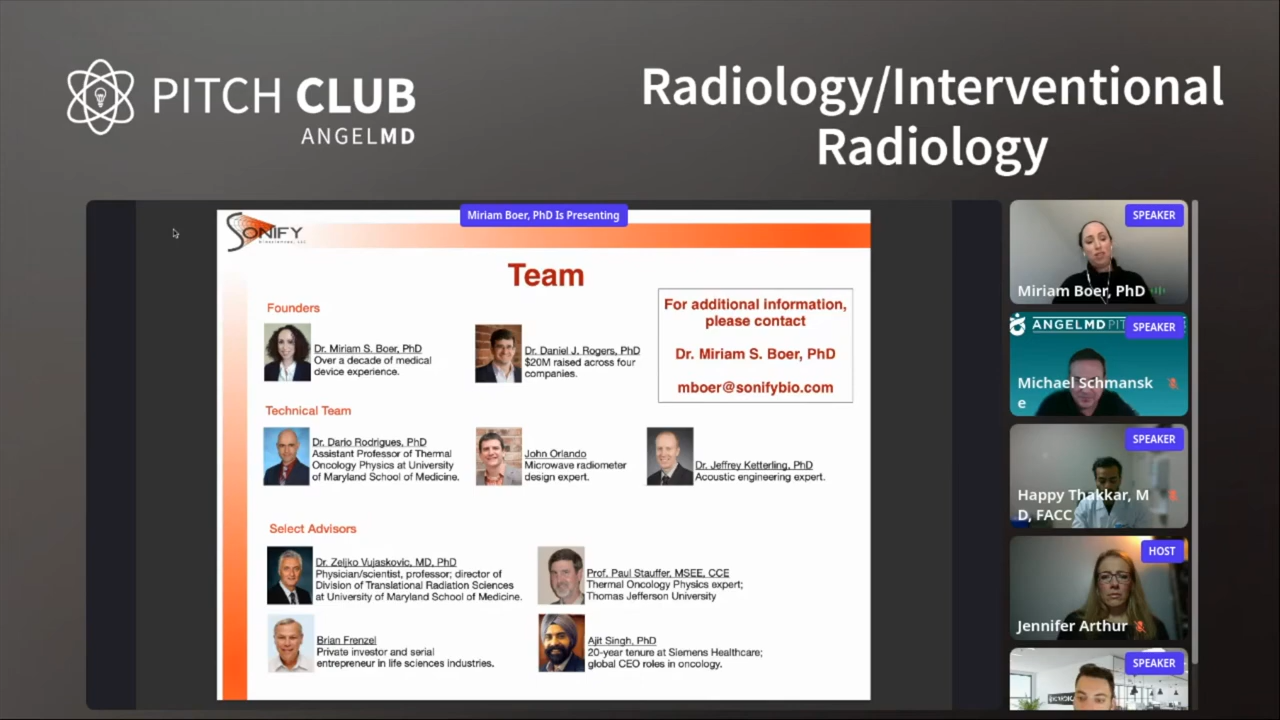 PITCH CLUB
ANGELMD
Radiology/Interventional
Radiology
Miriam Boer, PhD Is Presenting
SONIFY
Team
Founders
Dr. Miriam S. Boer, PhD
Over a decade of medical
device experience.
Dr. Daniel J. Rogers, PhD
$20M raised across four
companies.
For additional information,
please contact
Dr. Miriam S. Boer, PhD
mboer@sonifybio.com
Technical Team
Dr. Dario Rodrigues, PhD
Assistant Professor of Thermal
Oncology Physics at University
of Maryland School of Medicine.
John Orlando
Microwave radiometer
design expert.
Dr. Jeffrey Ketterling, PhD
Acoustic engineering expert.
Select Advisors
Dr. Zeljko Vujaskovic, MD, PhD
Physician/scientist, professor; director of
Division of Translational Radiation Sciences
at University of Maryland School of Medicine.
Prof. Paul Stauffer, MSEE, CCE
Thermal Oncology Physics expert;
Thomas Jefferson University
Brian Frenzel
Private investor and serial
entrepreneur in life sciences industries.
Ajit Singh, PhD
20-year tenure at Siemens Healthcare;
global CEO roles in oncology.
SPEAKER
Miriam Boer, PhD
ANGELMD PIT
SPEAKER
Michael Schmansk
e
SPEAKER
Happy Thakkar, M
D, FACC
HOST
Jennifer Arthur
SPEAKER